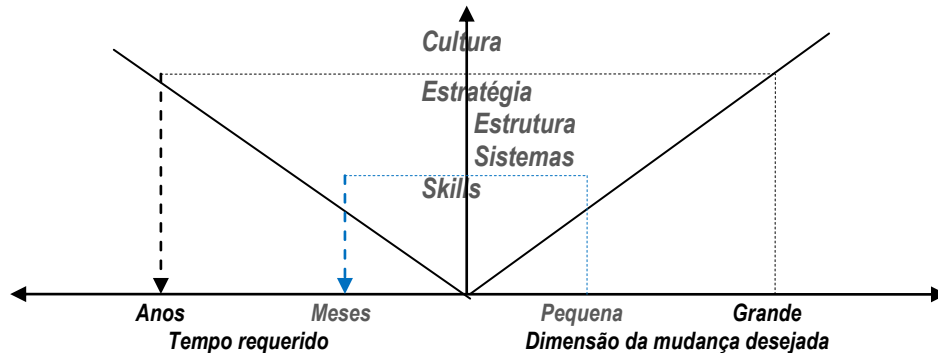 Cultura
Estratégia
Estrutura
Sistemas
Skills
Anos Meses Pequena Grande
Tempo requerido Dimensão da mudança desejada